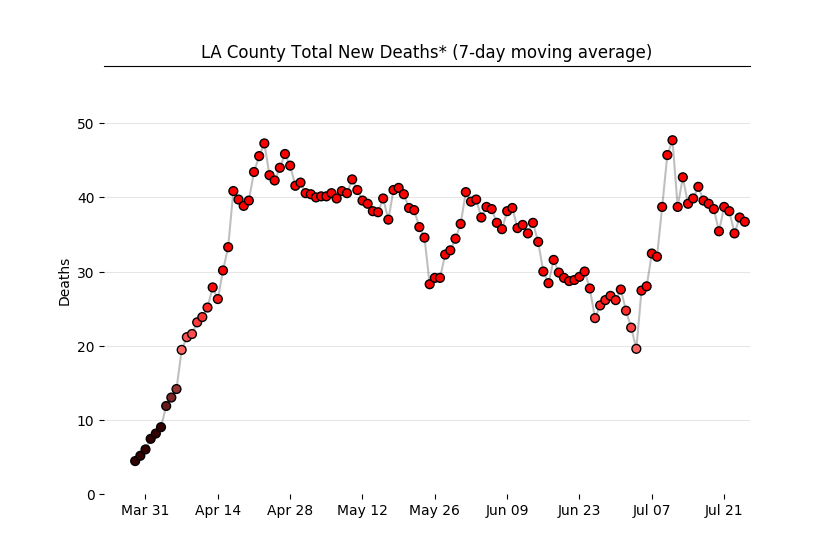 LA County Total New Deaths* (7-day moving average)
50
40
30
20
10
0
Deaths
Mar 31 Apr 14 Apr 28 May 12 May 26 Jun 09 Jun 23 Jul 07 Jul 21